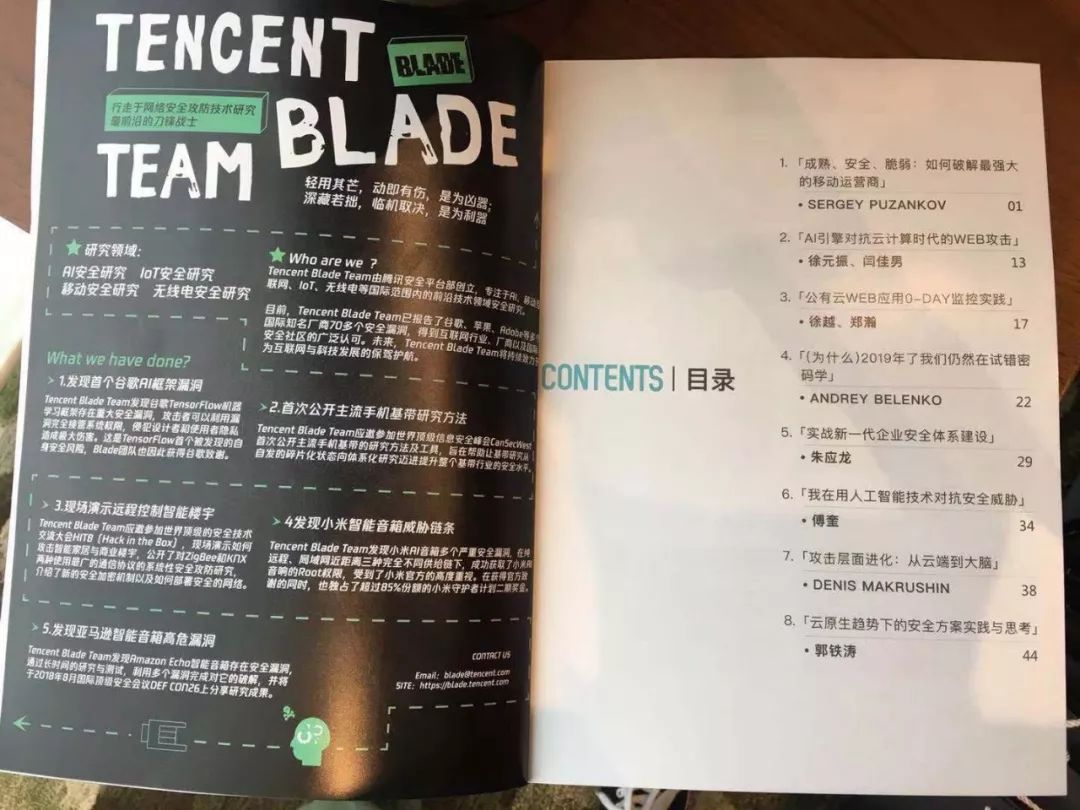 TENCENT
BLADE
行走于网络安全攻防技术研究
最前沿的刀锋战士
BLADE
TEAM
轻用其芒，动即有伤，是为凶器；
深藏若拙，临机取决，是为利器
研究领域：
AI安全研究 IoT安全研究
移动安全研究 无线电安全研究
Who are we ？
Tencent Blade Team由腾讯安全平台部创立，专注于AI、移动互
联网、IoT、无线电等国际范围内的前沿技术领域安全研究。
目前，Tencent Blade Team已报告了谷歌、苹果、Adobe等多个
国际知名厂商70多个安全漏洞，得到互联网行业、厂商以及国际
安全社区的广泛认可。未来，Tencent Blade Team将持续致力于
为互联网与科技发展的保驾护航。
What we have done?
1.发现首个谷歌AI框架漏洞
Tencent Blade Team发现谷歌TensorFlow机器
学习框架存在重大安全漏洞，攻击者可以利用漏
洞完全接管系统权限，侵犯设计者和使用者隐私
造成最大伤害。这是TensorFlow首个被发现的自
身安全风险，Blade团队也因此获得谷歌致谢。
2.首次公开主流手机基带研究方法
Tencent Blade Team应邀参加世界顶级信息安全峰会CanSecWest
首次公开主流手机基带的研究方法及工具，旨在帮助让基带研究从
自发的碎片化状态向体系化研究迈进提升整个基带行业的安全水平。
3.现场演示远程控制智能楼宇
Tencent Blade Team应邀参加世界顶级的安全技术
交流大会HITB（Hack in the Box），现场演示如何
攻击智能家居与商业楼宇，公开了对ZigBee和KNX
两种使用最广的通信协议的系统性安全攻防研究，
介绍了新的安全加密机制以及如何部署安全的网络。
4发现小米智能音箱威胁链条
Tencent Blade Team发现小米AI音箱多个严重安全漏洞，在纯
远程、局域网近距离三种完全不同供给链下，成功获取了小米AI
音响的Root权限，受到了小米官方的高度重视。在获得官方致
谢的同时，也独占了超过85%份额的小米守护者计划二期奖金。
5.发现亚马逊智能音箱高危漏洞
Tencent Blade Team发现Amazon Echo智能音箱存在安全漏洞，
通过长时间的研究与测试，利用多个漏洞完成对它的破解，并将
于2018年8月国际顶级安全会议DEF CON26上分享研究成果。
CONTACT US
Email: blade@tencent.com
SITE: https://blade.tencent.com
CONTENTS | 目录
1.「成熟、安全、脆弱：如何破解最强大
的移动运营商」
• SERGEY PUZANKOV 01
2.「AI引擎对抗云计算时代的WEB攻击」
• 徐元振、闫佳男 13
3.「公有云WEB应用0-DAY监控实践」
• 徐越、郑瀚 17
4.「(为什么)2019年了我们仍然在试错密
码学」
• ANDREY BELENKO 22
5.「实战新一代企业安全体系建设」
• 朱应龙 29
6.「我在用人工智能技术对抗安全威胁」
• 傅奎 34
7.「攻击层面进化：从云端到大脑」
• DENIS MAKRUSHIN 38
8.「云原生趋势下的安全方案实践与思考」
• 郭铁涛 44